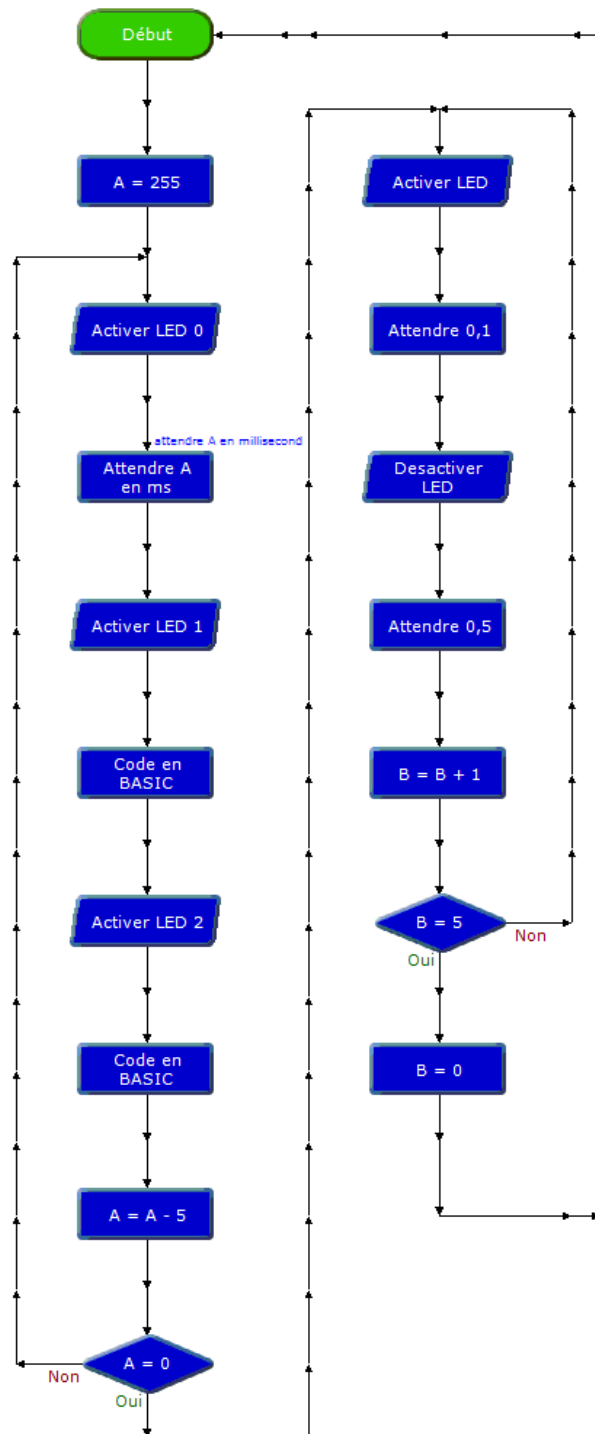 Début
A = 255
Activer LED 0
attendre A en millisecond
Attendre A
en ms
Activer LED 1
Code en
BASIC
Activer LED 2
Code en
BASIC
A = A - 5
A = 0
Non
Oui
Activer LED
Attendre 0,1
Desactiver
LED
Attendre 0,5
B = B + 1
B = 5
Non
Oui
B = 0